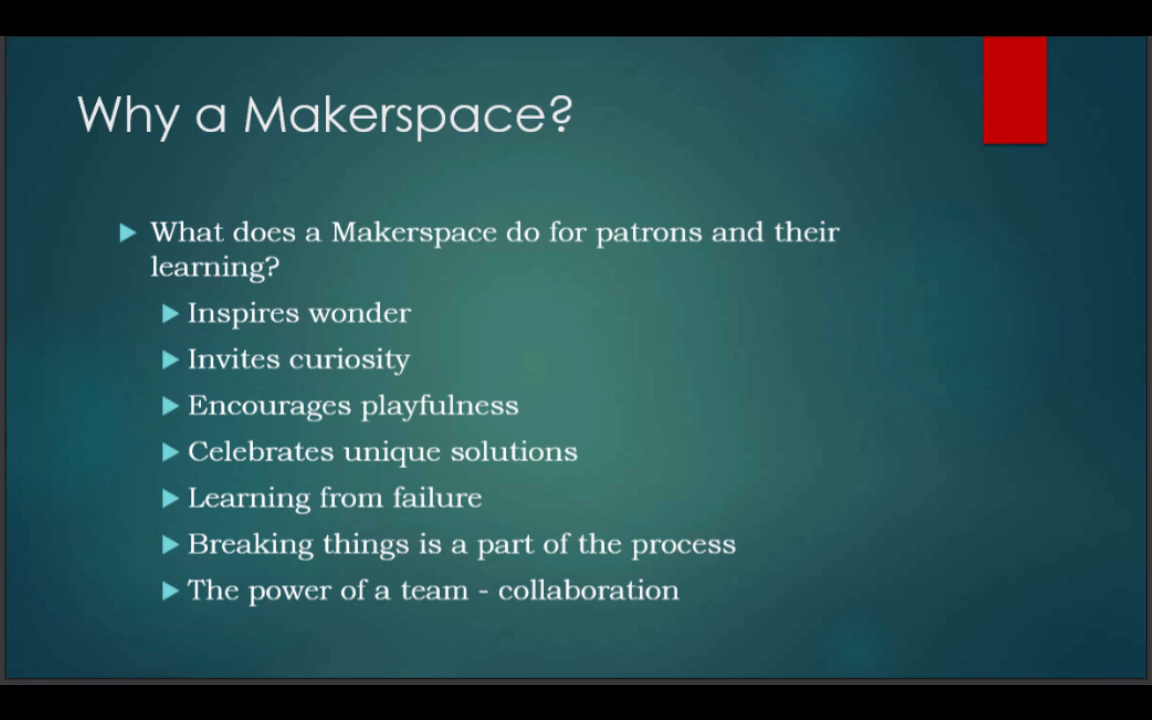 Why a Makerspace?
What does a Makerspace do for patrons and their
learning?
Inspires wonder
Invites curiosity
Encourages playfulness
Celebrates unique solutions
Learning from failure
Breaking things is a part of the process
The power of a team - collaboration